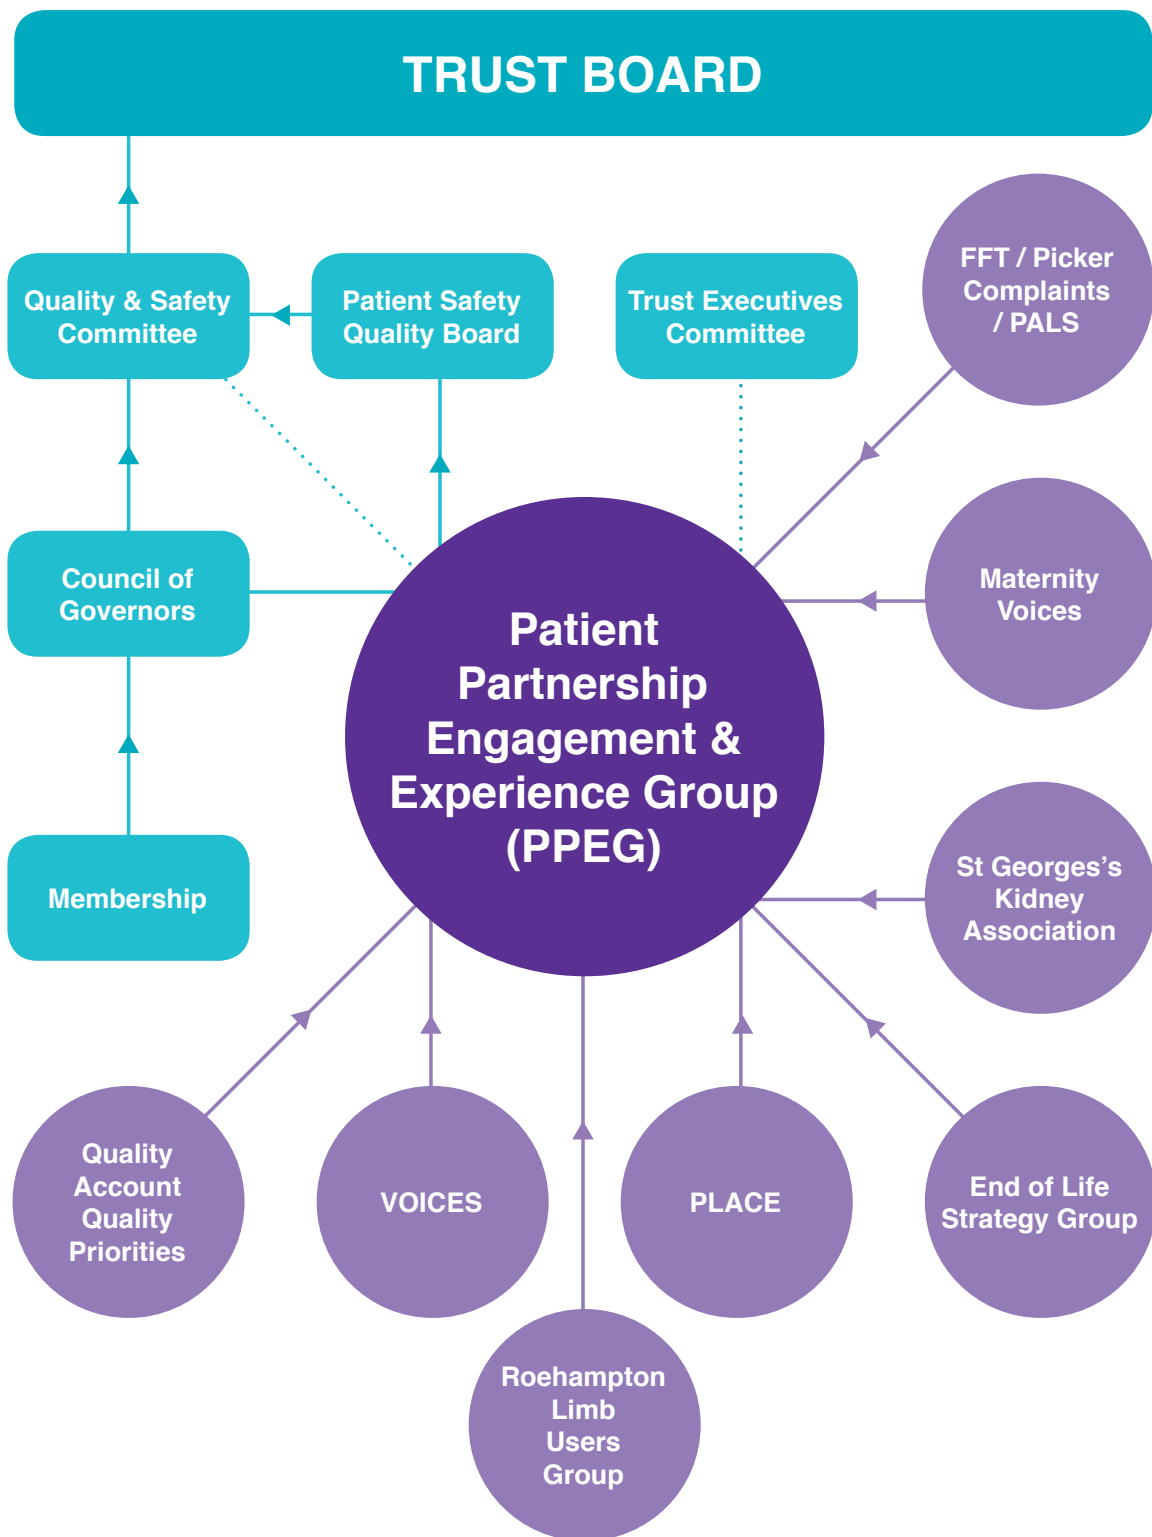 TRUST BOARD
Quality & Safety
Committee
Patient Safety
Quality Board
Trust Executives
Committee
FFT / Picker
Complaints
/ PALS
Council of
Governors
Maternity
Voices
Patient
Partnership
Engagement &
Experience Group
(PPEG)
Membership
St Georges's
Kidney
Association
Quality
Account
Quality
Priorities
VOICES
PLACE
End of Life
Strategy Group
Roehampton
Limb
Users
Group